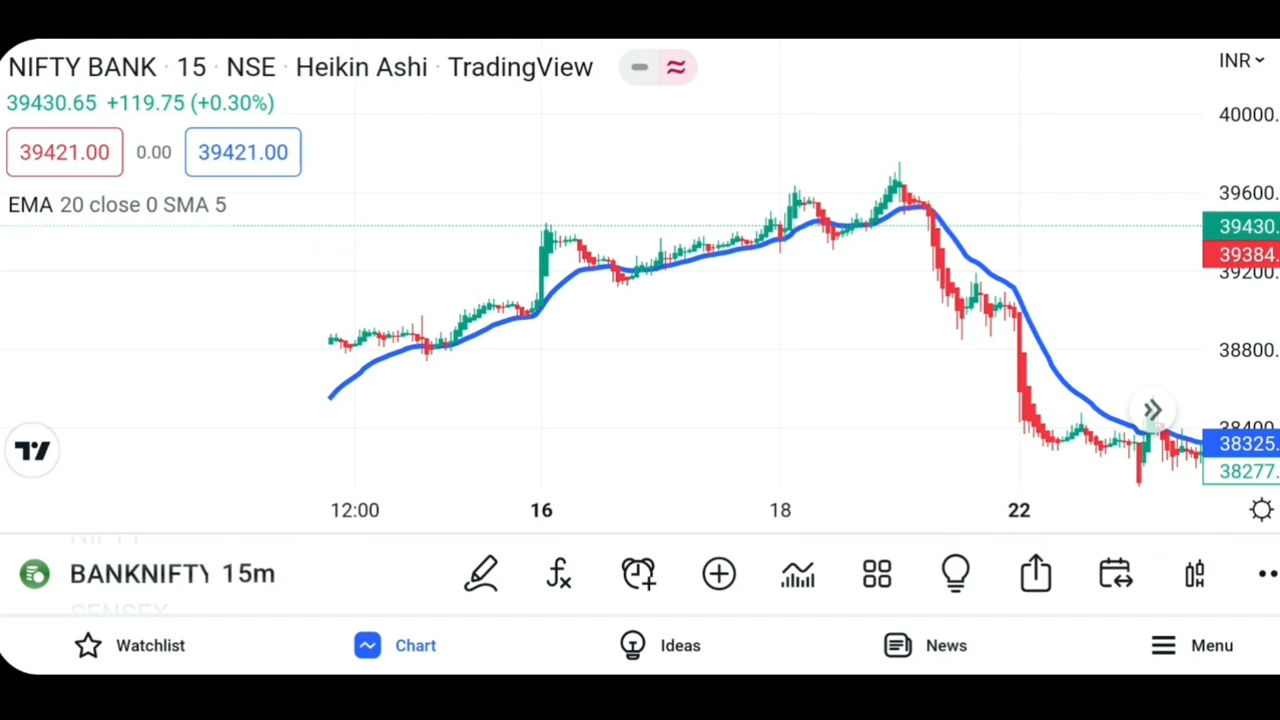 NIFTY BANK · 15 · NSE · Heikin Ashi · TradingView
INR
39430.65 +119.75 (+0.30%)
40000.
39421.00 0.00 39421.00
39600.
EMA 20 close 0 SMA 5
39430.
39384.
39200.
38800.
38400
38325.
38277.
12:00 16 18 22
BANKNIFTY 15m
Watchlist Chart Ideas News Menu